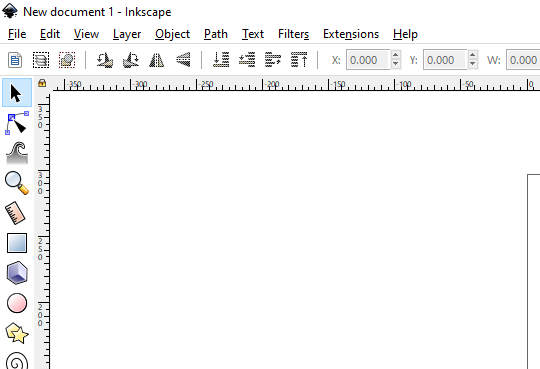 New document 1 - Inkscape
File Edit View Layer Object Path Text Filters Extensions Help
X: 0.000 Y: 0.000 W: 0.000
-350 -300 -250 -200 -150 -100 -50 0
350
300
250
200